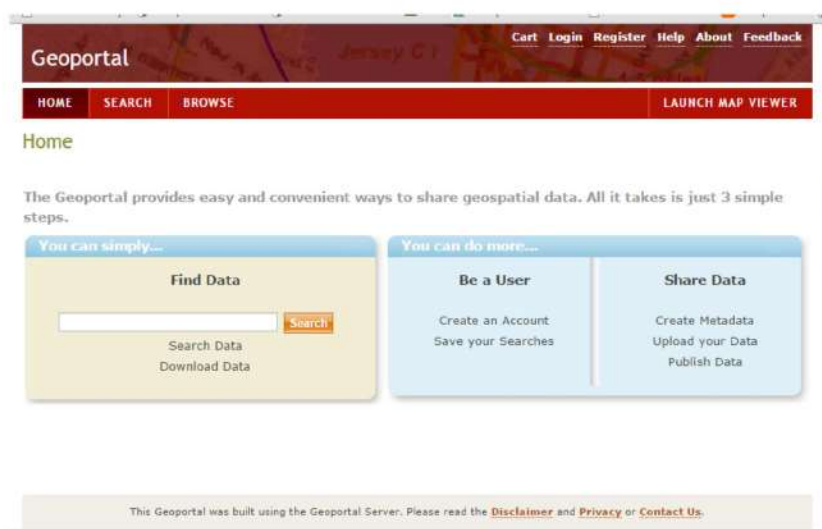 Cart Login Register Help About Feedback
Geoportal
Jersey C
HOME SEARCH BROWSE LAUNCH MAP VIEWER
Home
The Geoportal provides easy and convenient ways to share geospatial data. All it takes is just 3 simple
steps.
You can simply... You can do more...
Find Data Be a User Share Data
Search Create an Account Create Metadata
Search Data Save your Searches Upload your Data
Download Data Publish Data
This Geoportal was built using the Geoportal Server. Please read the Disclaimer and Privacy or Contact Us.